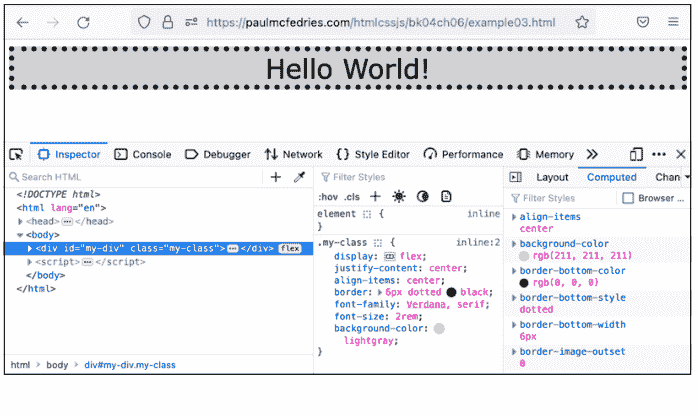 https://paulmcfedries.com/htmlcssjs/bk04ch06/example03.html
Hello World!
Inspector Console Debugger Network Style Editor Performance Memory
Search HTML
<!DOCTYPE html>
<html lang="en">
<head> </head>
<body>
<div id="my-div" class="my-class"> </div> flex
<script> </script>
</body>
</html>
html > body > div#my-div.my-class
Filter Styles
:hov .cls
element { inline
}
.my-class { inline:2
display: flex;
justify-content: center;
align-items: center;
border: 6px dotted black;
font-family: Verdana, serif;
font-size: 2rem;
background-color:
lightgray;
}
Layout Computed Chan
Filter Styles Browser ...
align-items
center
background-color
rgb(211, 211, 211)
border-bottom-color
rgb(0, 0, 0)
border-bottom-style
dotted
border-bottom-width
6px
border-image-outset
0